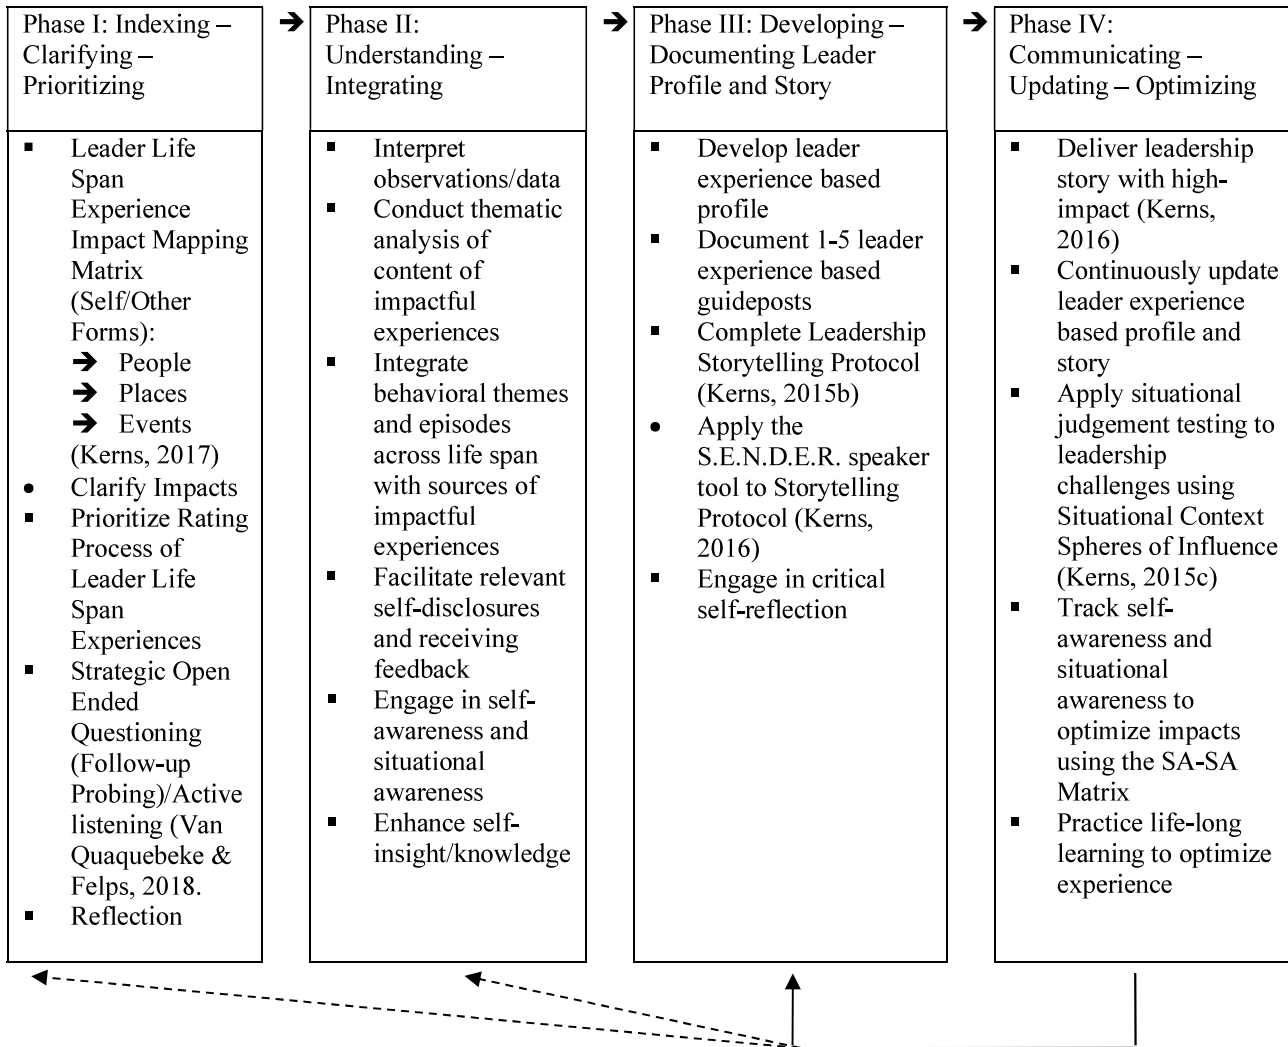 Phase I: Indexing –
Clarifying –
Prioritizing
➔
Phase II:
Understanding –
Integrating
➔
Phase III: Developing –
Documenting Leader
Profile and Story
➔
Phase IV:
Communicating –
Updating – Optimizing
▪ Leader Life
Span
Experience
Impact Mapping
Matrix
(Self/Other
Forms):
➔ People
➔ Places
➔ Events
(Kerns, 2017)
• Clarify Impacts
▪ Prioritize Rating
Process of
Leader Life
Span
Experiences
▪ Strategic Open
Ended
Questioning
(Follow-up
Probing)/Active
listening (Van
Quaquebeke &
Felps, 2018.
▪ Reflection
▪ Interpret
observations/data
▪ Conduct thematic
analysis of
content of
impactful
experiences
▪ Integrate
behavioral themes
and episodes
across life span
with sources of
impactful
experiences
▪ Facilitate relevant
self-disclosures
and receiving
feedback
▪ Engage in self-
awareness and
situational
awareness
▪ Enhance self-
insight/knowledge
▪ Develop leader
experience based
profile
▪ Document 1-5 leader
experience based
guideposts
▪ Complete Leadership
Storytelling Protocol
(Kerns, 2015b)
• Apply the
S.E.N.D.E.R. speaker
tool to Storytelling
Protocol (Kerns,
2016)
▪ Engage in critical
self-reflection
▪ Deliver leadership
story with high-
impact (Kerns,
2016)
▪ Continuously update
leader experience
based profile and
story
▪ Apply situational
judgement testing to
leadership
challenges using
Situational Context
Spheres of Influence
(Kerns, 2015c)
▪ Track self-
awareness and
situational
awareness to
optimize impacts
using the SA-SA
Matrix
▪ Practice life-long
learning to optimize
experience